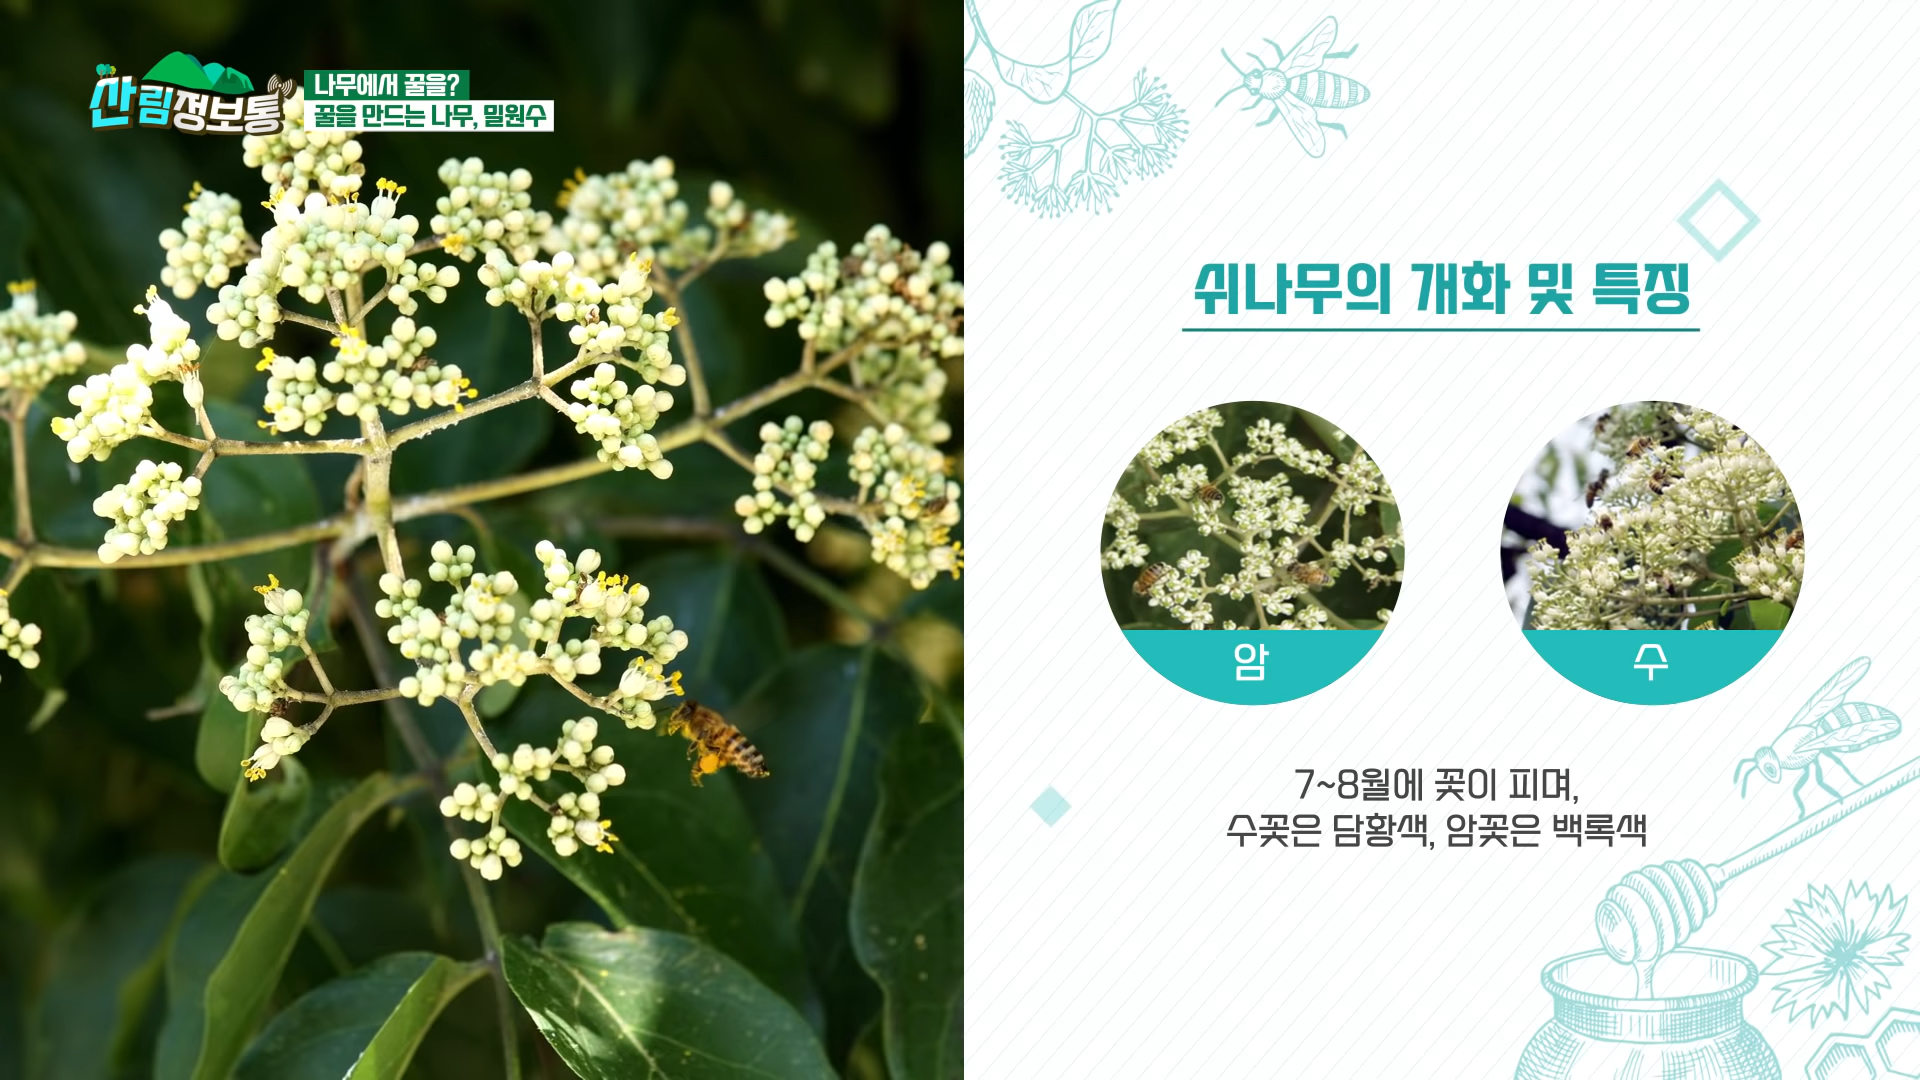 산림정보통
나무에서 꿀을?
꿀을 만드는 나무, 밀원수
쉬나무의 개화 및 특징
암
수
7~8월에 꽃이 피며,
수꽃은 담황색, 암꽃은 백록색